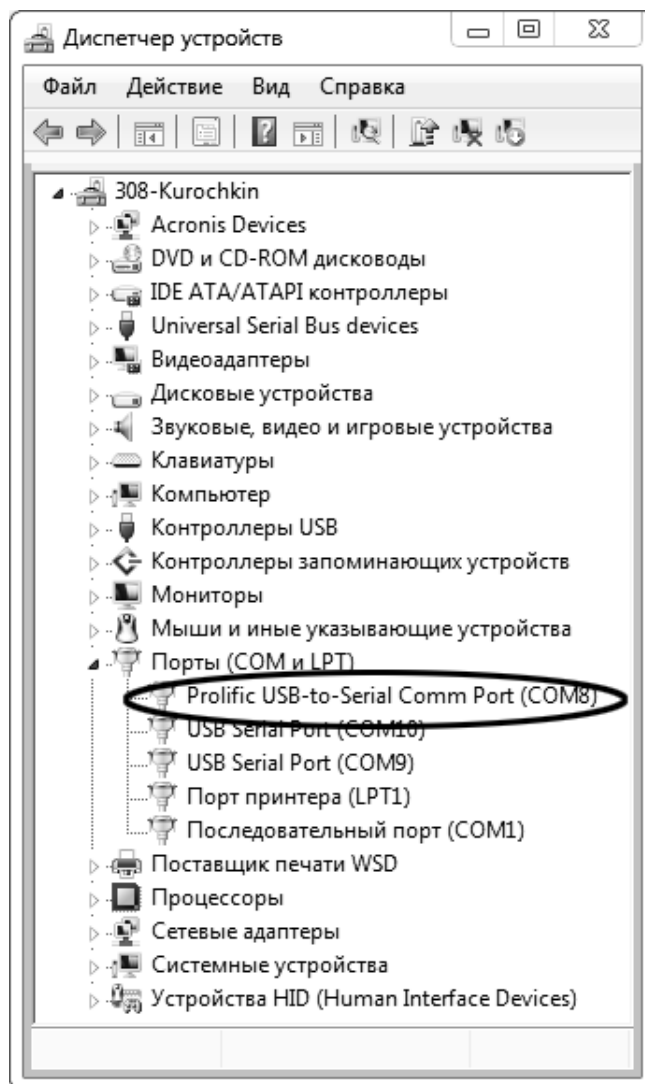 Диспетчер устройств
Файл Действие Вид Справка
308-Kurochkin
Acronis Devices
DVD и CD-ROM дисководы
IDE ATA/ATAPI контроллеры
Universal Serial Bus devices
Видеоадаптеры
Дисковые устройства
Звуковые, видео и игровые устройства
Клавиатуры
Компьютер
Контроллеры USB
Контроллеры запоминающих устройств
Мониторы
Мыши и иные указывающие устройства
Порты (COM и LPT)
Prolific USB-to-Serial Comm Port (COM8)
USB Serial Port (COM10)
USB Serial Port (COM9)
Порт принтера (LPT1)
Последовательный порт (COM1)
Поставщик печати WSD
Процессоры
Сетевые адаптеры
Системные устройства
Устройства HID (Human Interface Devices)